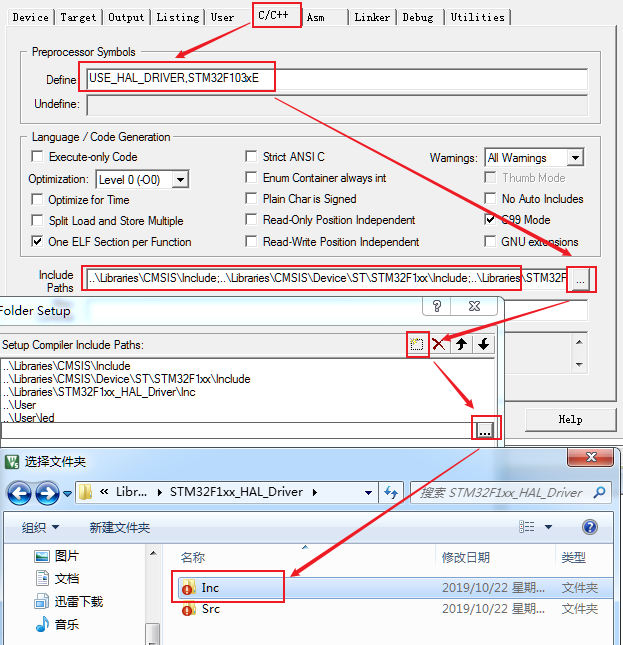 Device Target Output Listing User C/C++ Asm Linker Debug Utilities
Preprocessor Symbols
Define: USE_HAL_DRIVER,STM32F103xE
Undefine:
Language / Code Generation
Execute-only Code Strict ANSI C Warnings: All Warnings
Optimization: Level 0 (-O0) Enum Container always int Thumb Mode
Optimize for Time Plain Char is Signed No Auto Includes
Split Load and Store Multiple Read-Only Position Independent C99 Mode
One ELF Section per Function Read-Write Position Independent GNU extensions
Include Paths ..\Libraries\CMSIS\Include;..\Libraries\CMSIS\Device\ST\STM32F1xx\Include;..\Libraries\STM32F ...
Folder Setup
Setup Compiler Include Paths:
..\Libraries\CMSIS\Include
..\Libraries\CMSIS\Device\ST\STM32F1xx\Include
..\Libraries\STM32F1xx_HAL_Driver\Inc
..\User
..\User\led
...
Help
选择文件夹
« Libr... STM32F1xx_HAL_Driver 搜索 STM32F1xx_HAL_Driver
组织 新建文件夹
图片 名称 修改日期 类型
文档 Inc 2019/10/22 星期... 文件夹
迅雷下载 Src 2019/10/22 星期... 文件夹
音乐